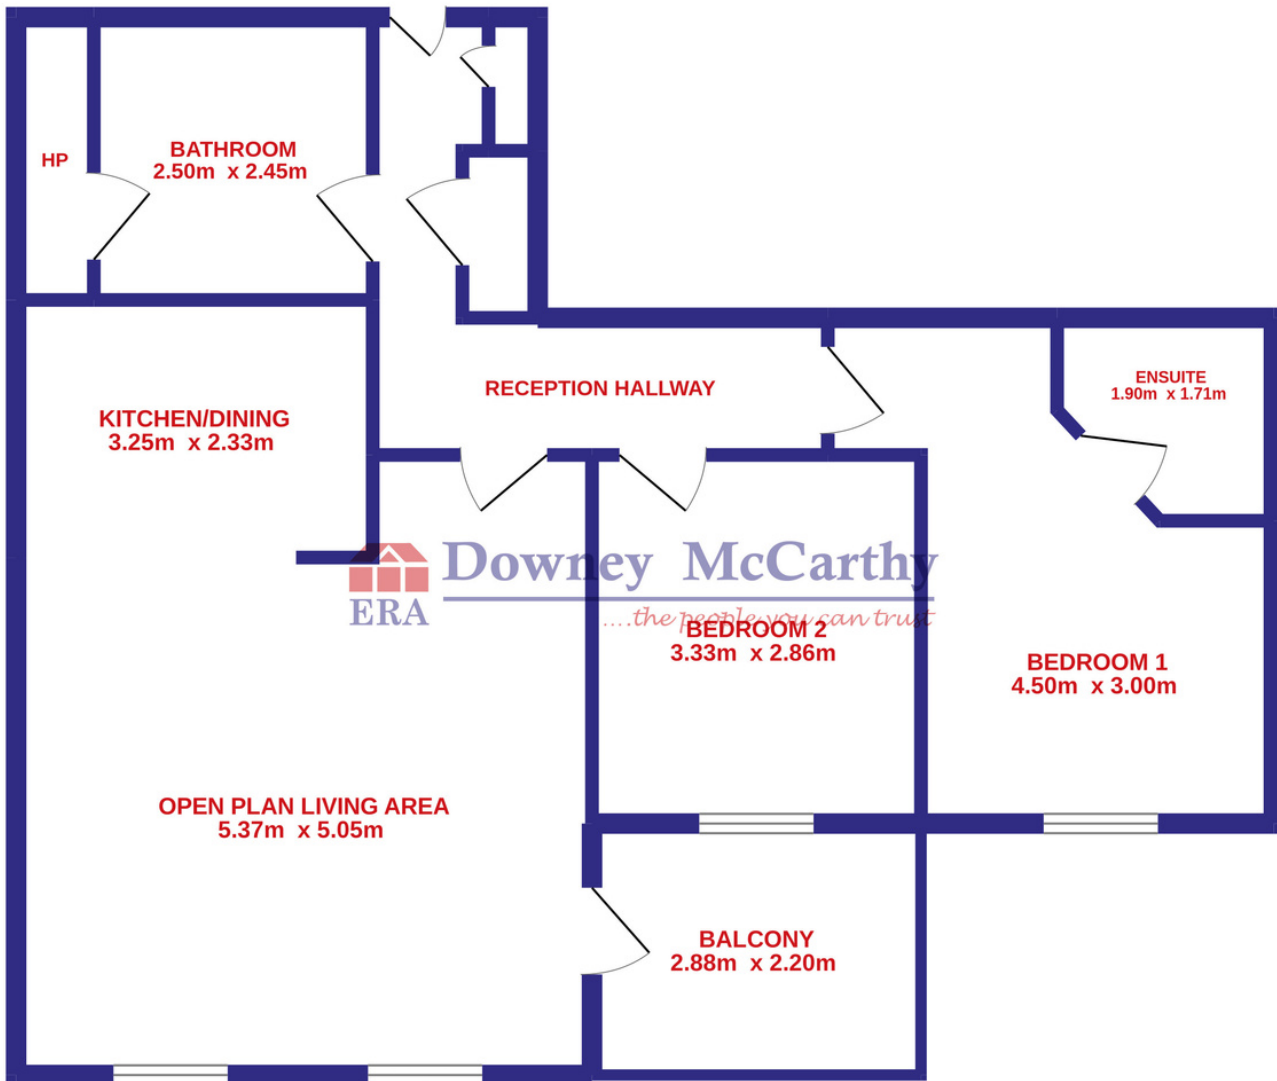 BATHROOM
2.50m x 2.45m
HP
RECEPTION HALLWAY
ENSUITE
1.90m x 1.71m
KITCHEN/DINING
3.25m x 2.33m
Downey McCarthy
ERA
....the people you can trust
BEDROOM 2
3.33m x 2.86m
BEDROOM 1
4.50m x 3.00m
OPEN PLAN LIVING AREA
5.37m x 5.05m
BALCONY
2.88m x 2.20m